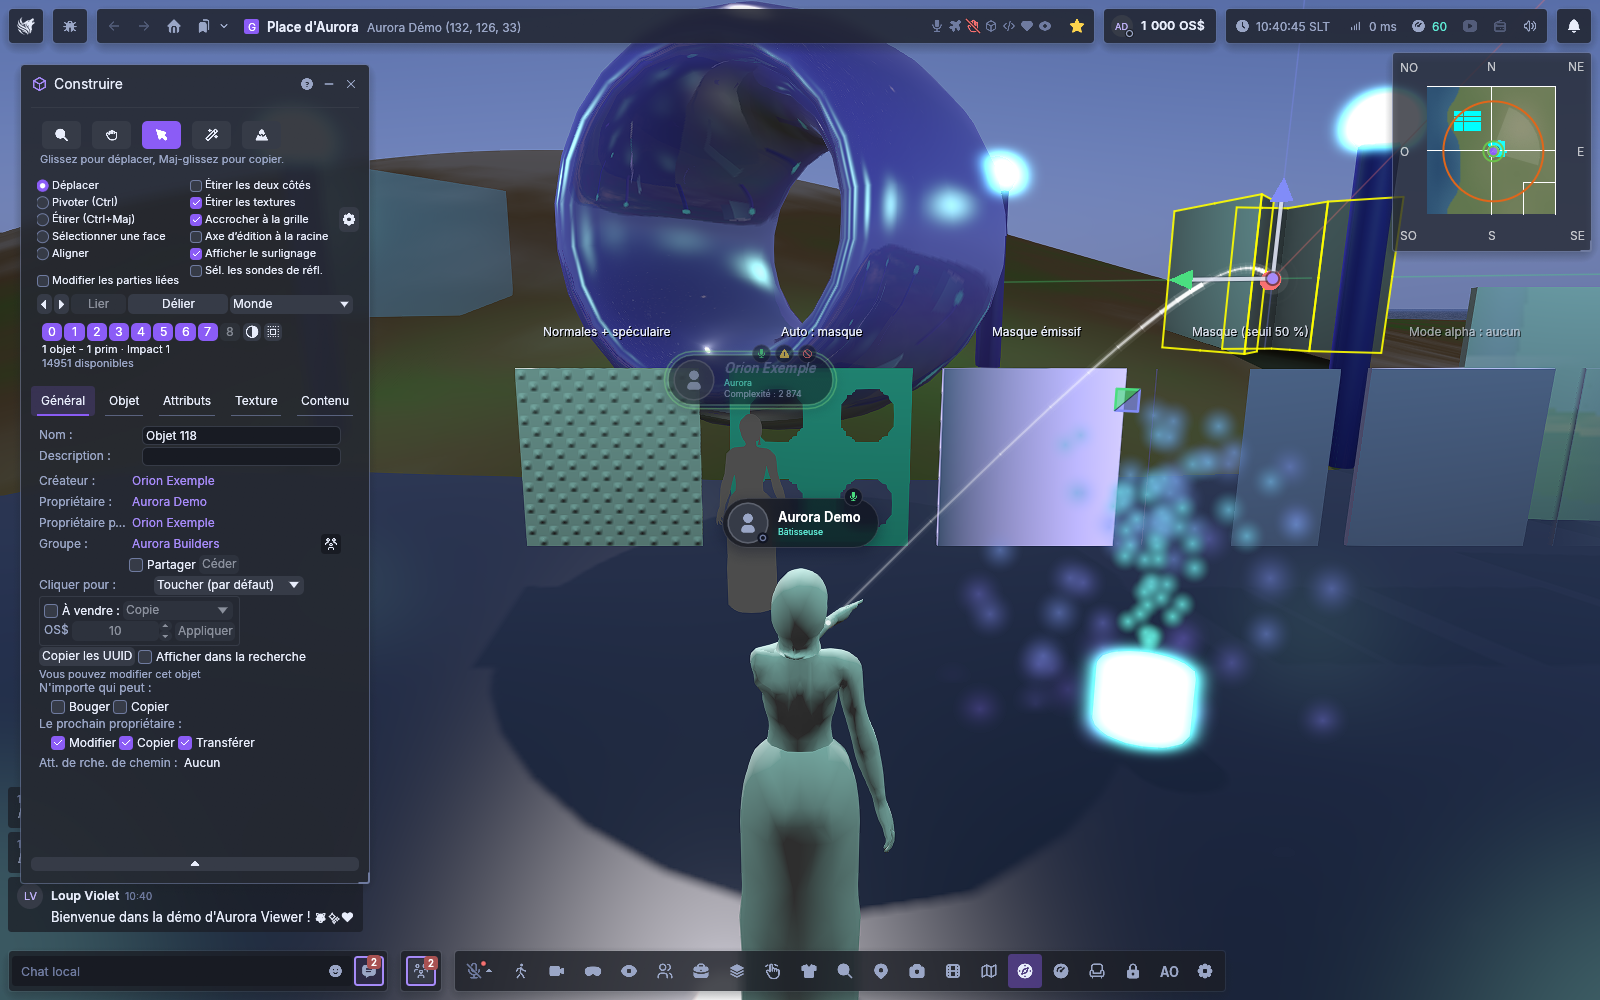 Place d'Aurora
Aurora Démo (132, 126, 33)
AD
1 000 OS$
10:40:45 SLT
0 ms
60
NO
N
NE
O
E
SO
S
SE
Construire
Glissez pour déplacer, Maj-glissez pour copier.
Déplacer
Étirer les deux côtés
Pivoter (Ctrl)
Étirer les textures
Étirer (Ctrl+Maj)
Accrocher à la grille
Sélectionner une face
Axe d'édition à la racine
Aligner
Afficher le surlignage
Sél. les sondes de réfl.
Modifier les parties liées
Lier
Délier
Monde
0 1 2 3 4 5 6 7 8
1 objet - 1 prim · Impact 1
14951 disponibles
Général
Objet
Attributs
Texture
Contenu
Nom :
Objet 118
Description :
Créateur :
Orion Exemple
Propriétaire :
Aurora Demo
Propriétaire p...
Orion Exemple
Groupe :
Aurora Builders
Partager
Céder
Cliquer pour :
Toucher (par défaut)
À vendre :
Copie
OS$
10
Appliquer
Copier les UUID
Afficher dans la recherche
Vous pouvez modifier cet objet
N'importe qui peut :
Bouger
Copier
Le prochain propriétaire :
Modifier
Copier
Transférer
Att. de rche. de chemin :
Aucun
Normales + spéculaire
Auto : masque
Masque émissif
Masque (seuil 50 %)
Mode alpha : aucun
Orion Exemple
Aurora
Complexité : 2 874
Aurora Demo
Bâtisseuse
LV
Loup Violet 10:40
Bienvenue dans la démo d'Aurora Viewer !
Chat local
2
2
AO